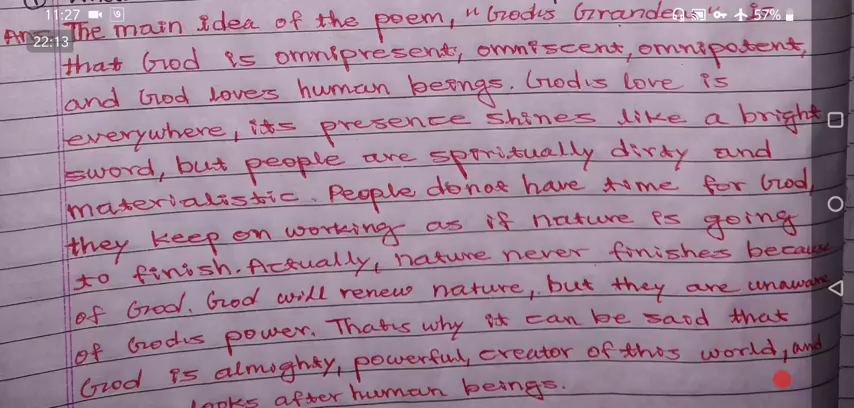 11:27 57%
22:13
Ans The main idea of the poem, "God's Grandeur" is
that God is omnipresent, omniscent, omnipotent,
and God loves human beings. God's love is
everywhere, its presence shines like a bright
sword, but people are spiritually dirty and
materialistic. People do not have time for God,
they keep on working as if nature is going
to finish. Actually, nature never finishes because
of God. God will renew nature, but they are unaware
of God's power. That's why it can be said that
God is almighty, powerful, creator of this world, and
looks after human beings.